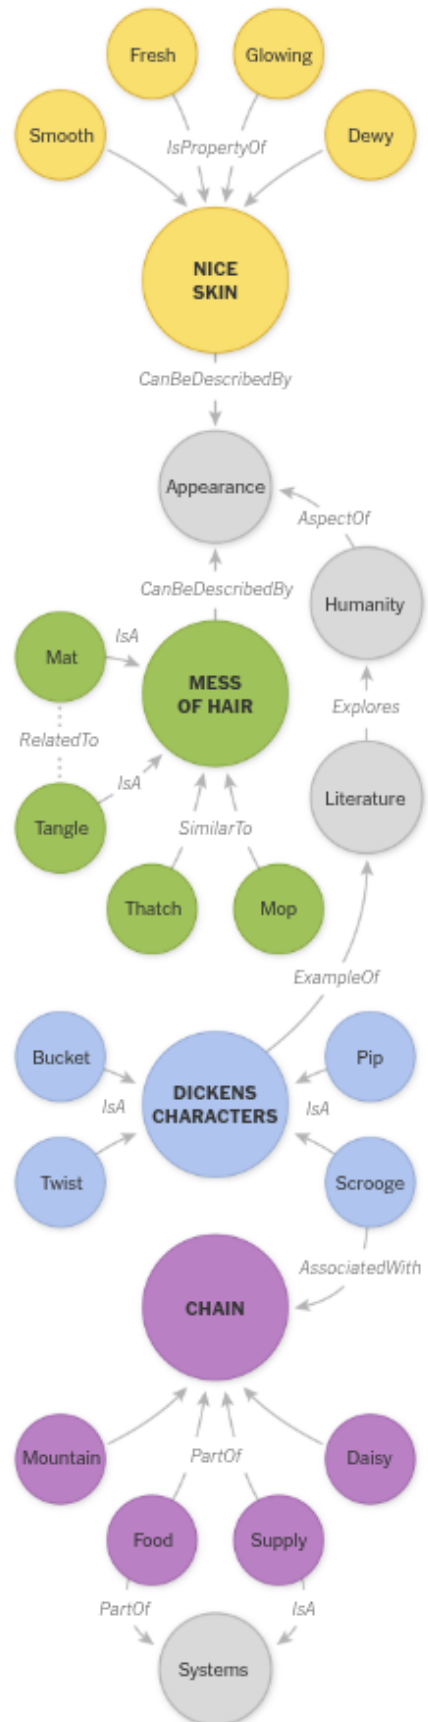 Fresh
Glowing
Smooth
IsPropertyOf
Dewy
NICE
SKIN
CanBeDescribedBy
Appearance
AspectOf
CanBeDescribedBy
Humanity
IsA
Mat
MESS
OF HAIR
Explores
RelatedTo
IsA
Literature
Tangle
SimilarTo
Thatch
Mop
ExampleOf
Bucket
Pip
DICKENS
CHARACTERS
IsA
IsA
Twist
Scrooge
AssociatedWith
CHAIN
Mountain
PartOf
Daisy
Food
Supply
PartOf
IsA
Systems